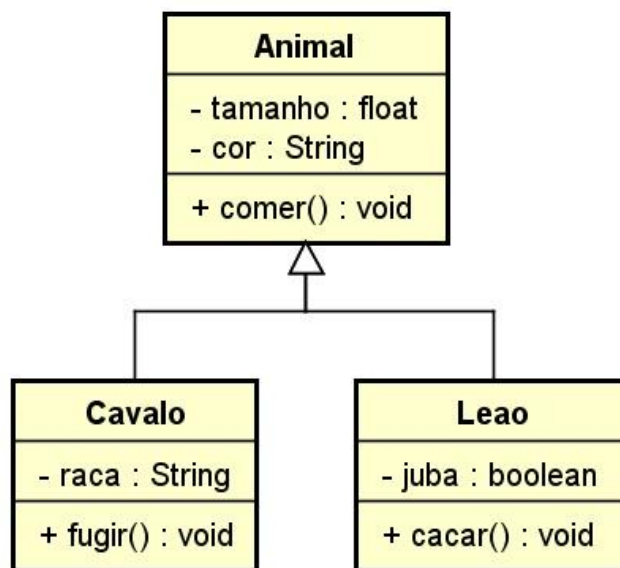 Animal
- tamanho : float
- cor : String
+ comer() : void
Cavalo
- raca : String
+ fugir() : void
Leao
- juba : boolean
+ cacar() : void